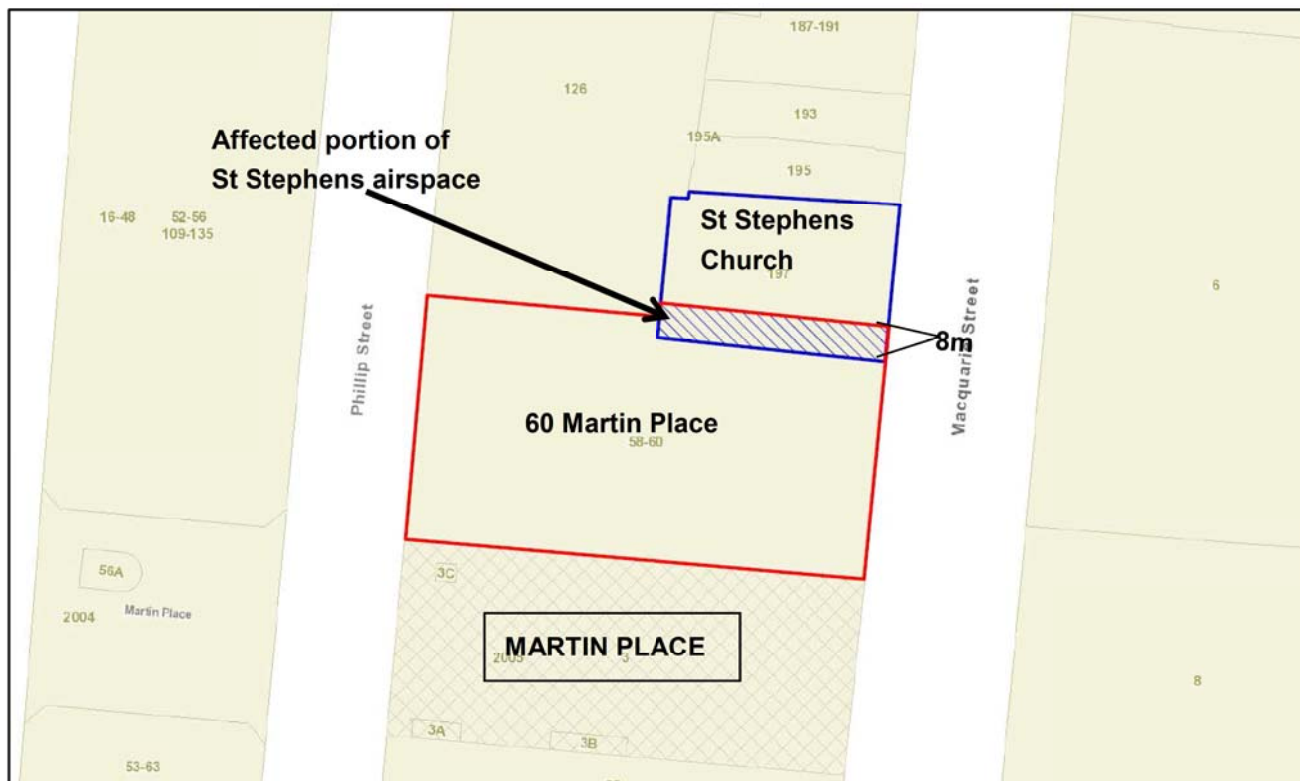 187-191
126
193
195A
195
Affected portion of
St Stephens airspace
16-48
52-56
109-135
St Stephens
Church
197
6
Phillip Street
8m
Macquarie Street
60 Martin Place
58-60
56A
3C
2004
Martin Place
MARTIN PLACE
2005
3
8
3A
3B
53-63